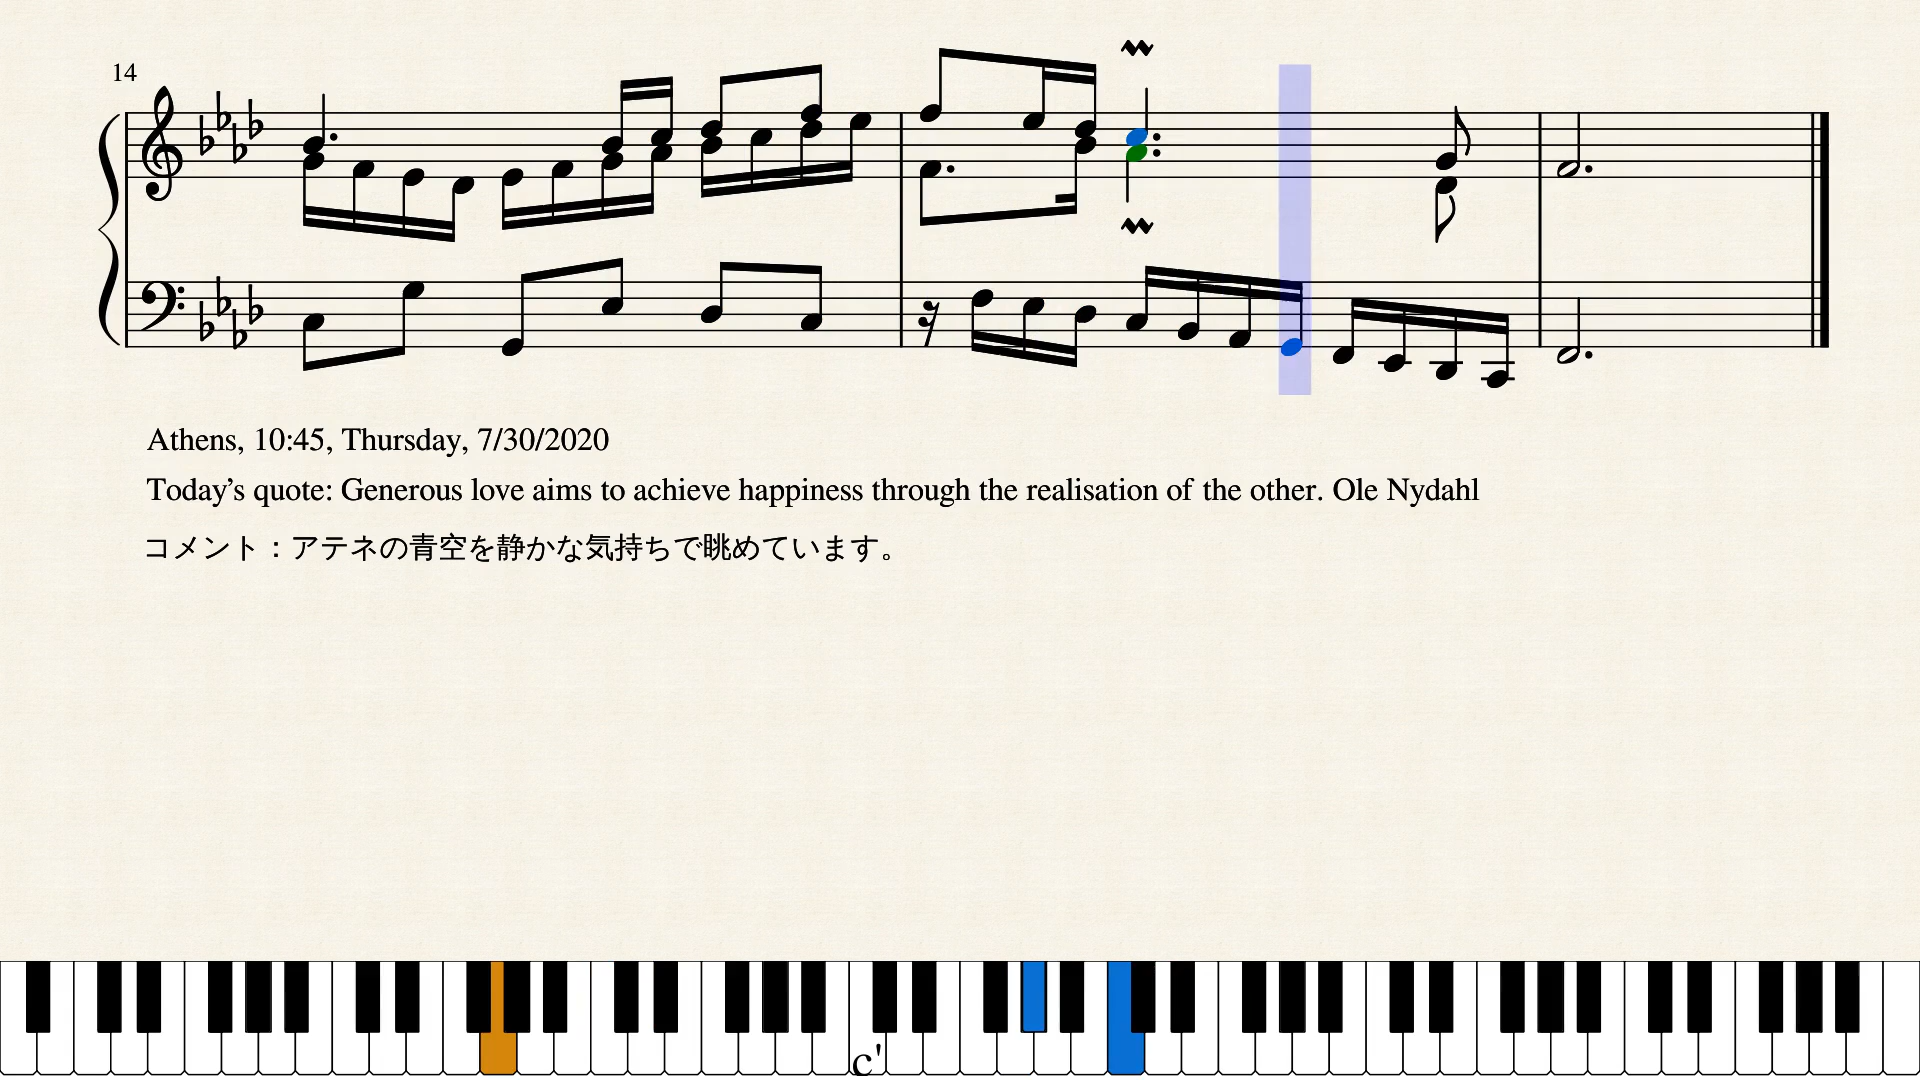 14
Athens, 10:45, Thursday, 7/30/2020
Today’s quote: Generous love aims to achieve happiness through the realisation of the other. Ole Nydahl
コメント：アテネの青空を静かな気持ちで眺めています。
c'